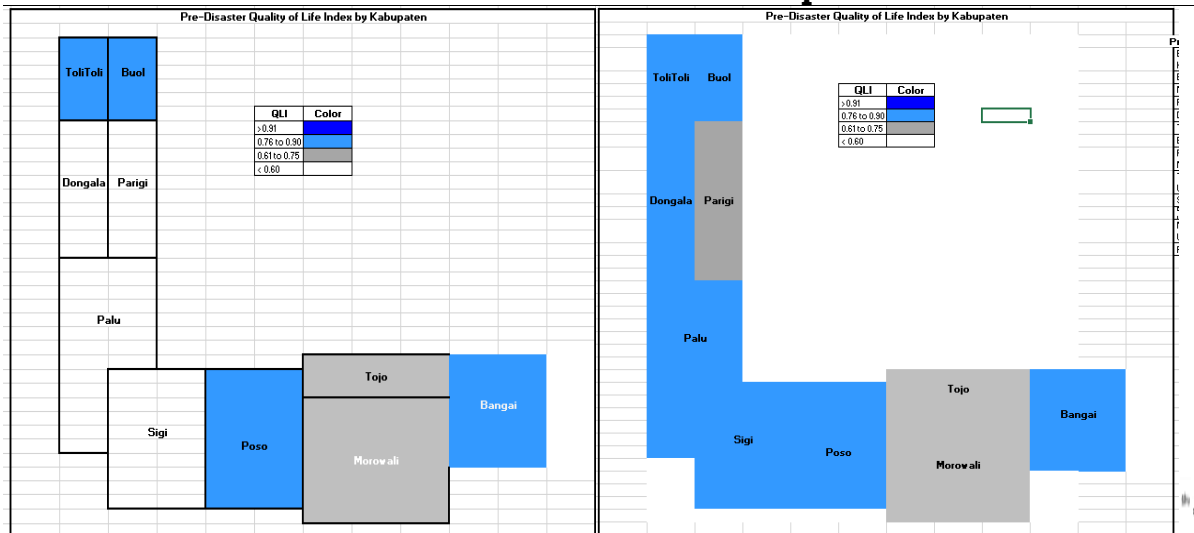 Pre-Disaster Quality of Life Index by Kabupaten
ToliToli Buol
QLI Color
>0.91
0.76 to 0.90
0.61 to 0.75
< 0.60
Dongala Parigi
Palu
Tojo
Bangai
Sigi
Poso
Morowali
Pre-Disaster Quality of Life Index by Kabupaten
ToliToli Buol
QLI Color
>0.91
0.76 to 0.90
0.61 to 0.75
< 0.60
Dongala Parigi
Palu
Tojo
Bangai
Sigi
Poso
Morowali